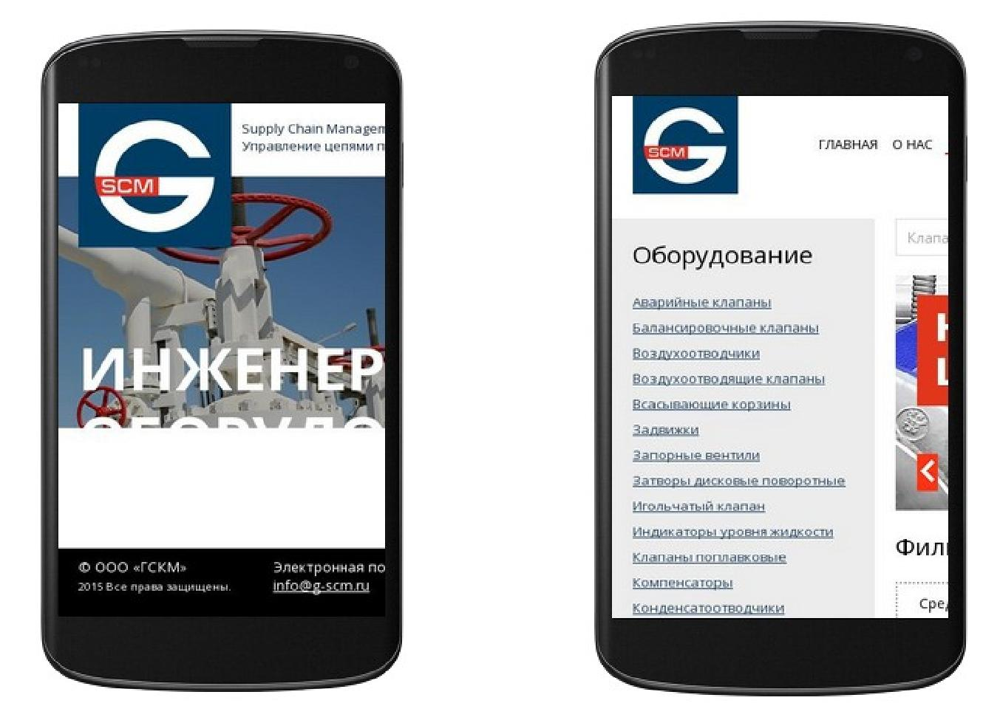 SCM
Supply Chain Managem
Управление цепями п
ИНЖЕНЕР
ОБОРУДО
© ООО «ГСКМ»
2015 Все права защищены.
Электронная по
info@g-scm.ru
SCM
ГЛАВНАЯ О НАС
Оборудование
Аварийные клапаны
Балансировочные клапаны
Воздухоотводчики
Воздухоотводящие клапаны
Всасывающие корзины
Задвижки
Запорные вентили
Затворы дисковые поворотные
Игольчатый клапан
Индикаторы уровня жидкости
Клапаны поплавковые
Компенсаторы
Конденсатоотводчики
Клапа
Фил
Сред